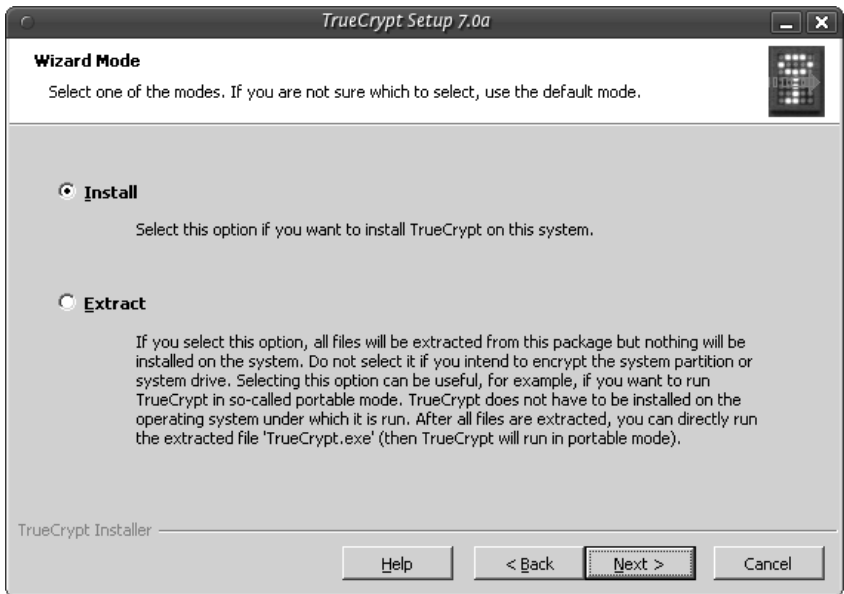 TrueCrypt Setup 7.0a
Wizard Mode
Select one of the modes. If you are not sure which to select, use the default mode.
Install
Select this option if you want to install TrueCrypt on this system.
Extract
If you select this option, all files will be extracted from this package but nothing will be
installed on the system. Do not select it if you intend to encrypt the system partition or
system drive. Selecting this option can be useful, for example, if you want to run
TrueCrypt in so-called portable mode. TrueCrypt does not have to be installed on the
operating system under which it is run. After all files are extracted, you can directly run
the extracted file 'TrueCrypt.exe' (then TrueCrypt will run in portable mode).
TrueCrypt Installer
Help
< Back
Next >
Cancel